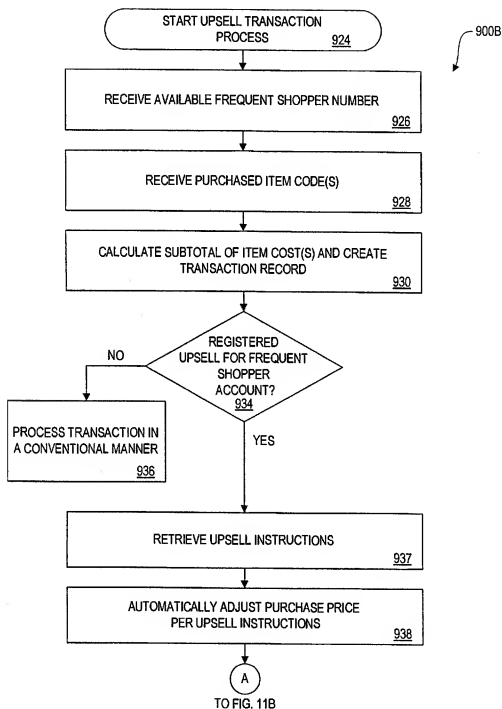 START UPSELL TRANSACTION
PROCESS
924
900B
RECEIVE AVAILABLE FREQUENT SHOPPER NUMBER
926
RECEIVE PURCHASED ITEM CODE(S)
928
CALCULATE SUBTOTAL OF ITEM COST(S) AND CREATE
TRANSACTION RECORD
930
REGISTERED
UPSELL FOR FREQUENT
SHOPPER
ACCOUNT?
934
NO
PROCESS TRANSACTION IN
A CONVENTIONAL MANNER
936
YES
RETRIEVE UPSELL INSTRUCTIONS
937
AUTOMATICALLY ADJUST PURCHASE PRICE
PER UPSELL INSTRUCTIONS
938
A
TO FIG. 11B